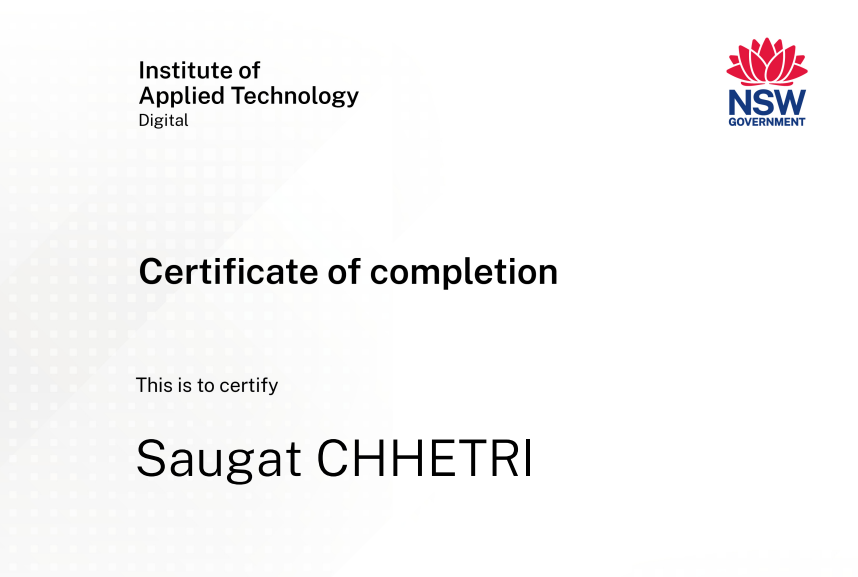 Institute of
Applied Technology
Digital
NSW
GOVERNMENT
Certificate of completion
This is to certify
Saugat CHHETRI